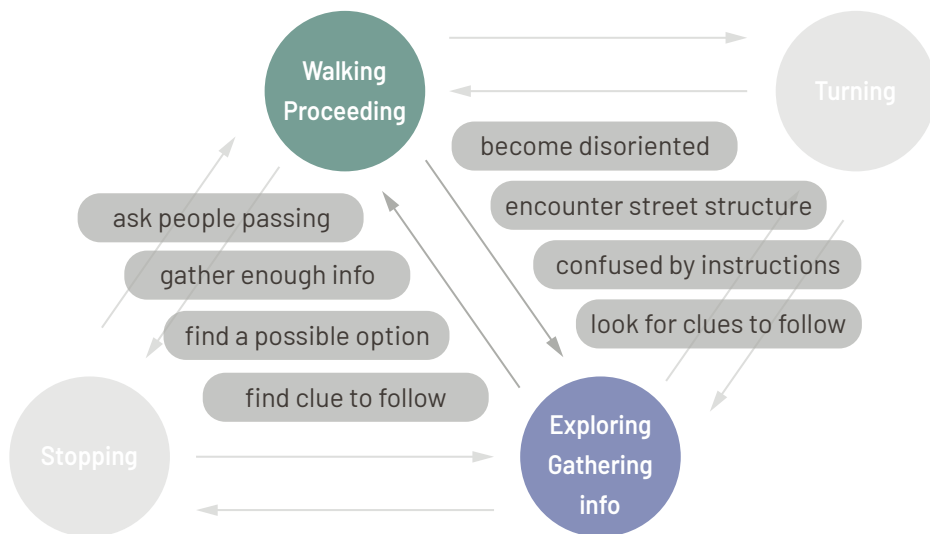 Walking
Proceeding
Turning
become disoriented
encounter street structure
confused by instructions
look for clues to follow
ask people passing
gather enough info
find a possible option
find clue to follow
Stopping
Exploring
Gathering
info